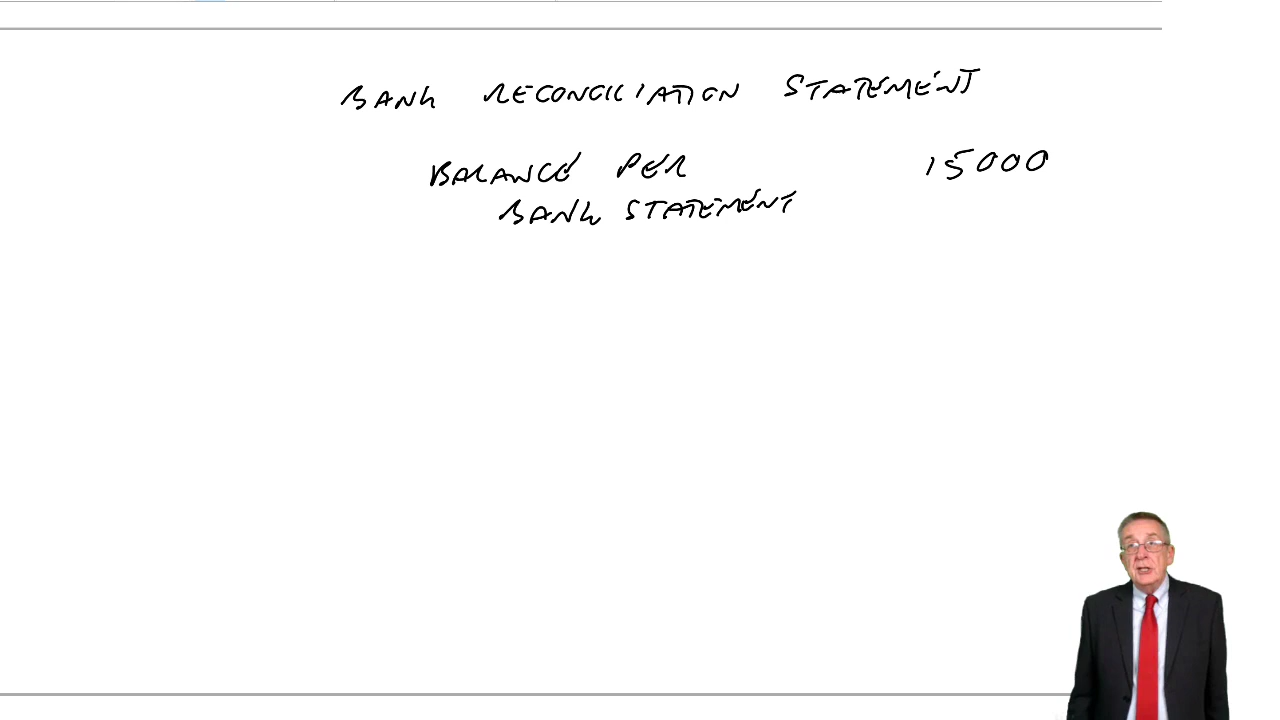 BANK RECONCILIATION STATEMENT
BALANCE PER 15000
BANK STATEMENT